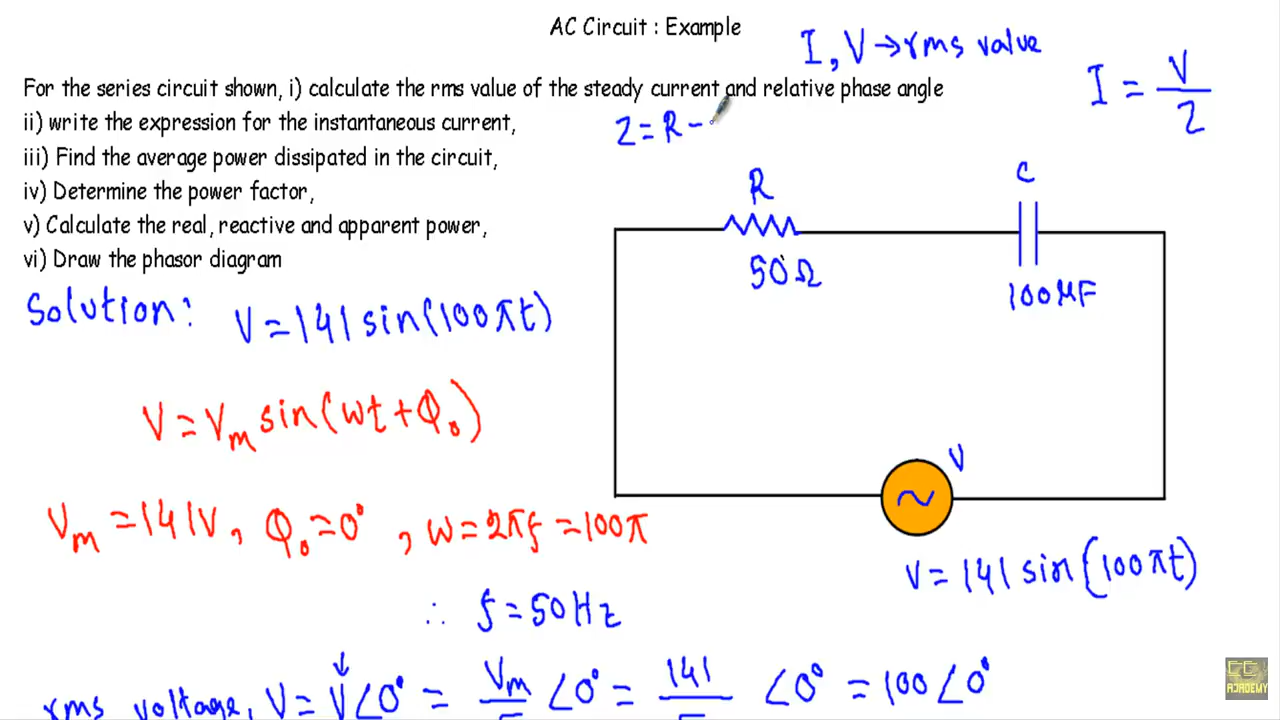 AC Circuit : Example
I, V → rms value
I = V / Z
For the series circuit shown, i) calculate the rms value of the steady current and relative phase angle
ii) write the expression for the instantaneous current,
Z = R -
iii) Find the average power dissipated in the circuit,
iv) Determine the power factor,
v) Calculate the real, reactive and apparent power,
vi) Draw the phasor diagram
R
C
50Ω
100μF
Solution: V = 141 sin(100πt)
V = Vm sin(ωt + Φ0)
Vm = 141V, Φ0 = 0°, ω = 2πf = 100π
V
V = 141 sin(100πt)
∴ f = 50Hz
rms voltage, V = V∠0° = Vm/ ∠0° = 141/ ∠0° = 100∠0°
ACADEMY